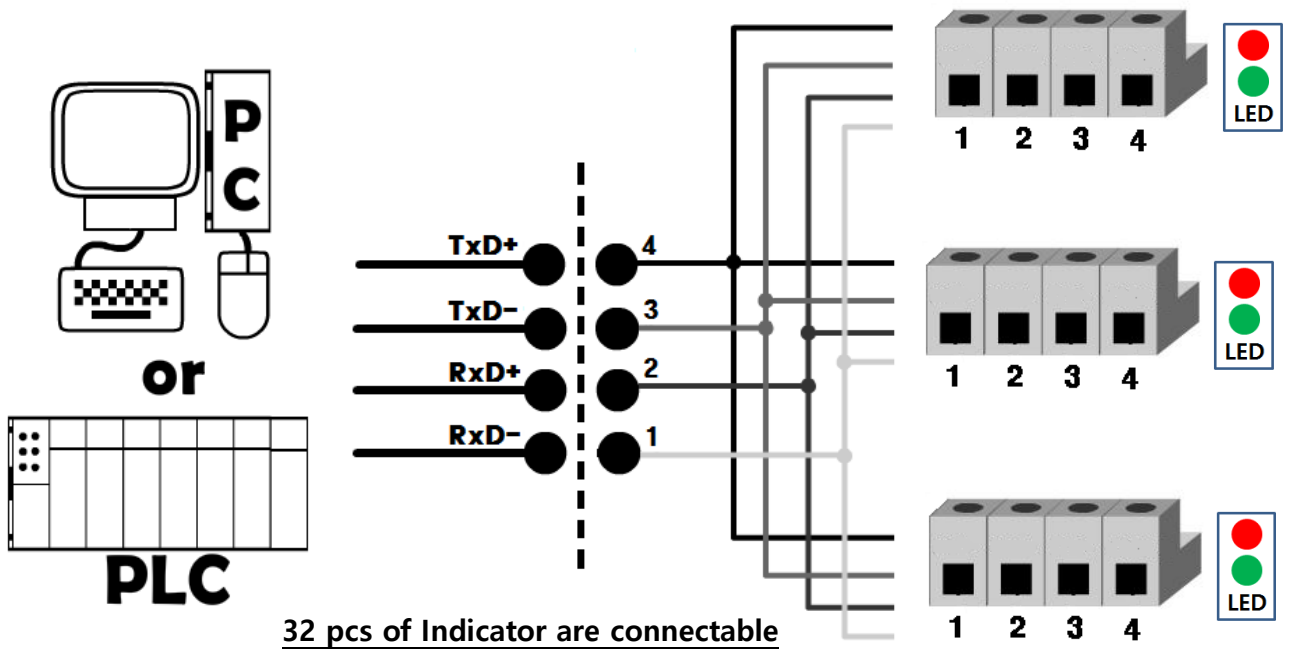 PC
or
PLC
TxD+
TxD-
RxD+
RxD-
4
3
2
1
1 2 3 4
LED
1 2 3 4
LED
1 2 3 4
LED
32 pcs of Indicator are connectable